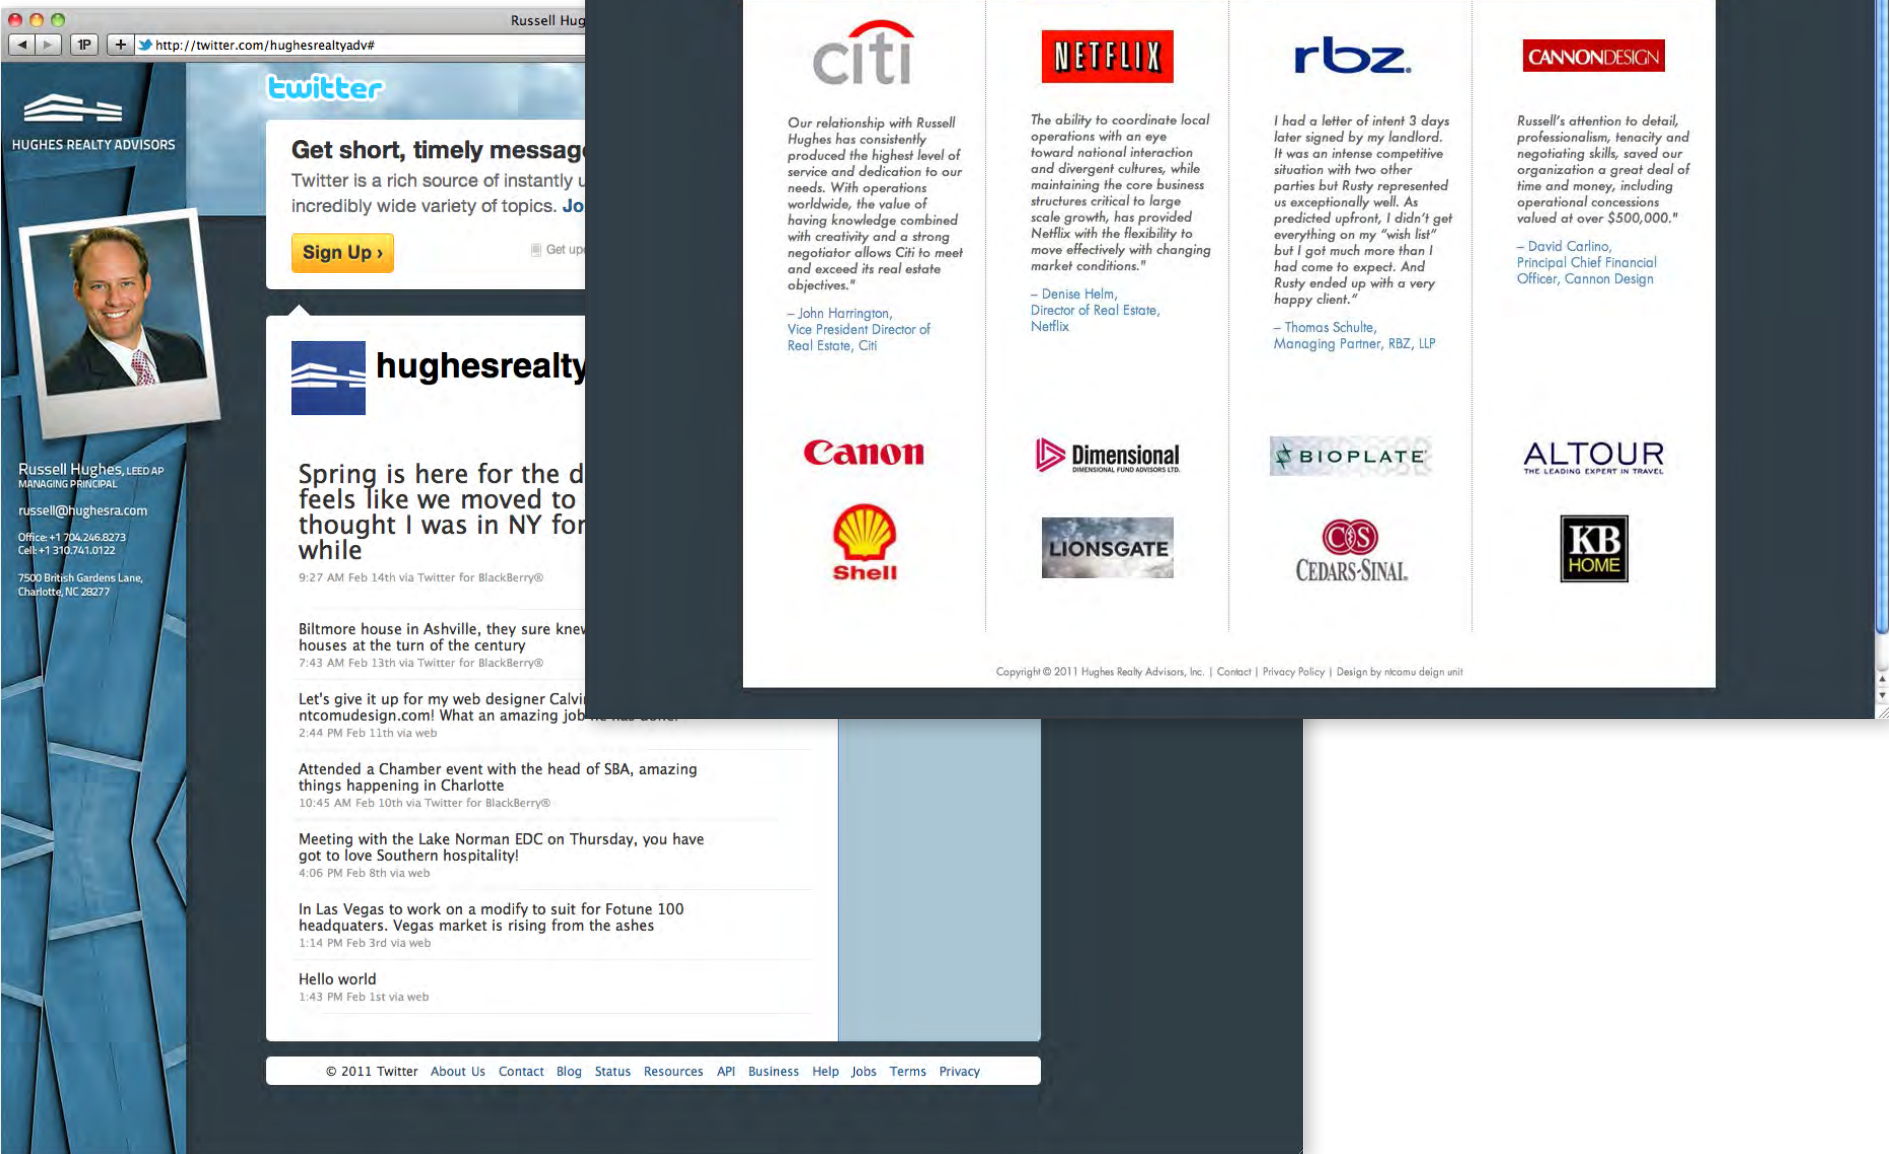 Russell Hug
1P
+
http://twitter.com/hughesrealtyadv#
HUGHES REALTY ADVISORS
Russell Hughes, LEED AP
MANAGING PRINCIPAL
russell@hughesra.com
Office: +1 704.246.8273
Cell: +1 310.741.0122
7500 British Gardens Lane,
Charlotte, NC 28277
twitter
Get short, timely messag
Twitter is a rich source of instantly u
incredibly wide variety of topics. Jo
Sign Up ›
Get upd
hughesrealty
Spring is here for the d
feels like we moved to
thought I was in NY for
while
9:27 AM Feb 14th via Twitter for BlackBerry®
Biltmore house in Ashville, they sure knew
houses at the turn of the century
7:43 AM Feb 13th via Twitter for BlackBerry®
Let's give it up for my web designer Calvin
ntcomudesign.com! What an amazing job he has done!
2:44 PM Feb 11th via web
Attended a Chamber event with the head of SBA, amazing
things happening in Charlotte
10:45 AM Feb 10th via Twitter for BlackBerry®
Meeting with the Lake Norman EDC on Thursday, you have
got to love Southern hospitality!
4:06 PM Feb 8th via web
In Las Vegas to work on a modify to suit for Fotune 100
headquaters. Vegas market is rising from the ashes
1:14 PM Feb 3rd via web
Hello world
1:43 PM Feb 1st via web
© 2011 Twitter About Us Contact Blog Status Resources API Business Help Jobs Terms Privacy
citi
Our relationship with Russell
Hughes has consistently
produced the highest level of
service and dedication to our
needs. With operations
worldwide, the value of
having knowledge combined
with creativity and a strong
negotiator allows Citi to meet
and exceed its real estate
objectives."
– John Harrington,
Vice President Director of
Real Estate, Citi
NETFLIX
The ability to coordinate local
operations with an eye
toward national interaction
and divergent cultures, while
maintaining the core business
structures critical to large
scale growth, has provided
Netflix with the flexibility to
move effectively with changing
market conditions."
– Denise Helm,
Director of Real Estate,
Netflix
rbz.
I had a letter of intent 3 days
later signed by my landlord.
It was an intense competitive
situation with two other
parties but Rusty represented
us exceptionally well. As
predicted upfront, I didn't get
everything on my "wish list"
but I got much more than I
had come to expect. And
Rusty ended up with a very
happy client."
– Thomas Schulte,
Managing Partner, RBZ, LLP
CANNONDESIGN
Russell's attention to detail,
professionalism, tenacity and
negotiating skills, saved our
organization a great deal of
time and money, including
operational concessions
valued at over $500,000."
– David Carlino,
Principal Chief Financial
Officer, Cannon Design
Canon
Dimensional
DIMENSIONAL FUND ADVISORS LTD.
BIOPLATE
ALTOUR
THE LEADING EXPERT IN TRAVEL
Shell
LIONSGATE
CS
CEDARS-SINAI.
KB
HOME
Copyright © 2011 Hughes Realty Advisors, Inc. | Contact | Privacy Policy | Design by ntcomu deign unit